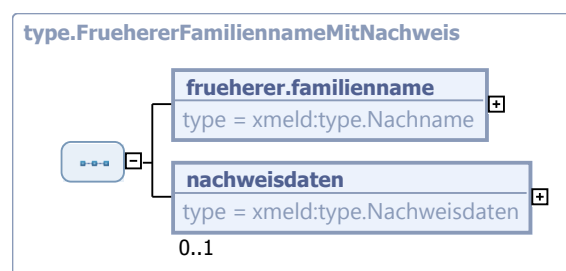 type.FruehererFamiliennameMitNachweis
frueherer.familienname
type = xmeld:type.Nachname
nachweisdaten
type = xmeld:type.Nachweisdaten
0..1